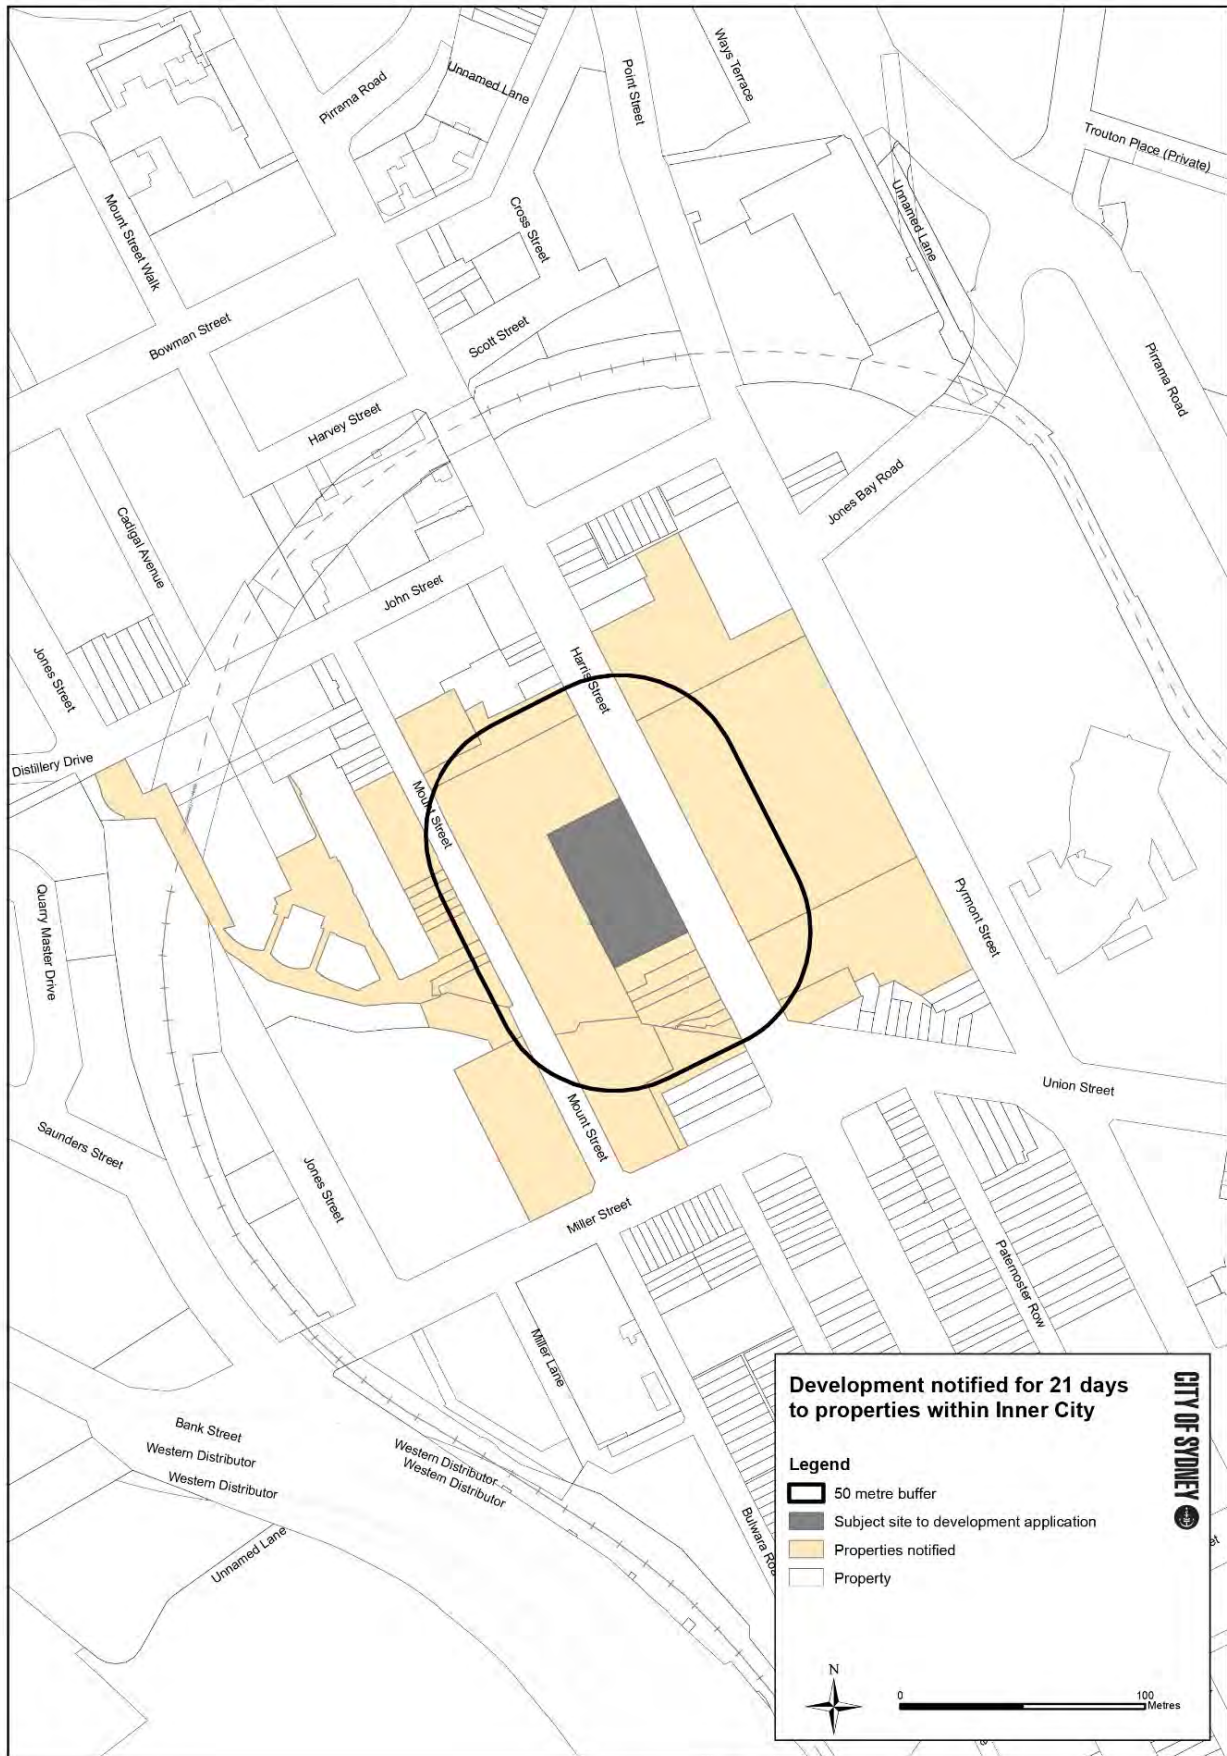 Pirrama Road
Unnamed Lane
Point Street
Ways Terrace
Trouton Place (Private)
Mount Street Walk
Cross Street
Unnamed Lane
Bowman Street
Scott Street
Pirrama Road
Harvey Street
Cadigal Avenue
Jones Bay Road
John Street
Jones Street
Harris Street
Distillery Drive
Mount Street
Quarry Master Drive
Pyrmont Street
Union Street
Saunders Street
Mount Street
Jones Street
Miller Street
Paternoster Row
Miller Lane
Bank Street
Western Distributor
Western Distributor
Western Distributor
Western Distributor
Unnamed Lane
Bulwara
Development notified for 21 days
to properties within Inner City
CITY OF SYDNEY
Legend
50 metre buffer
Subject site to development application
Properties notified
Property
N
0
100
Metres